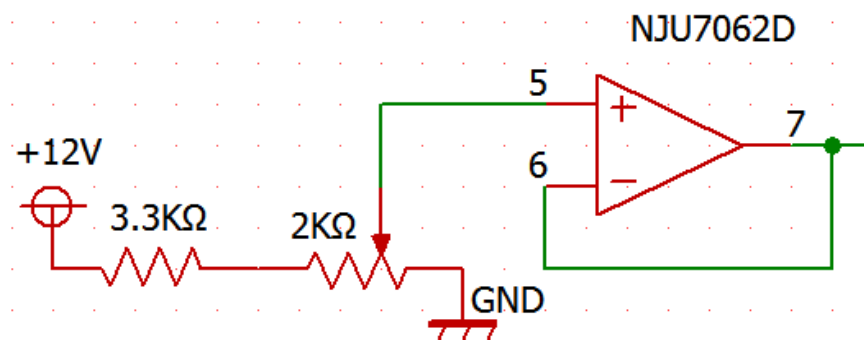 NJU7062D
5
7
+12V
6
3.3KΩ
2KΩ
GND